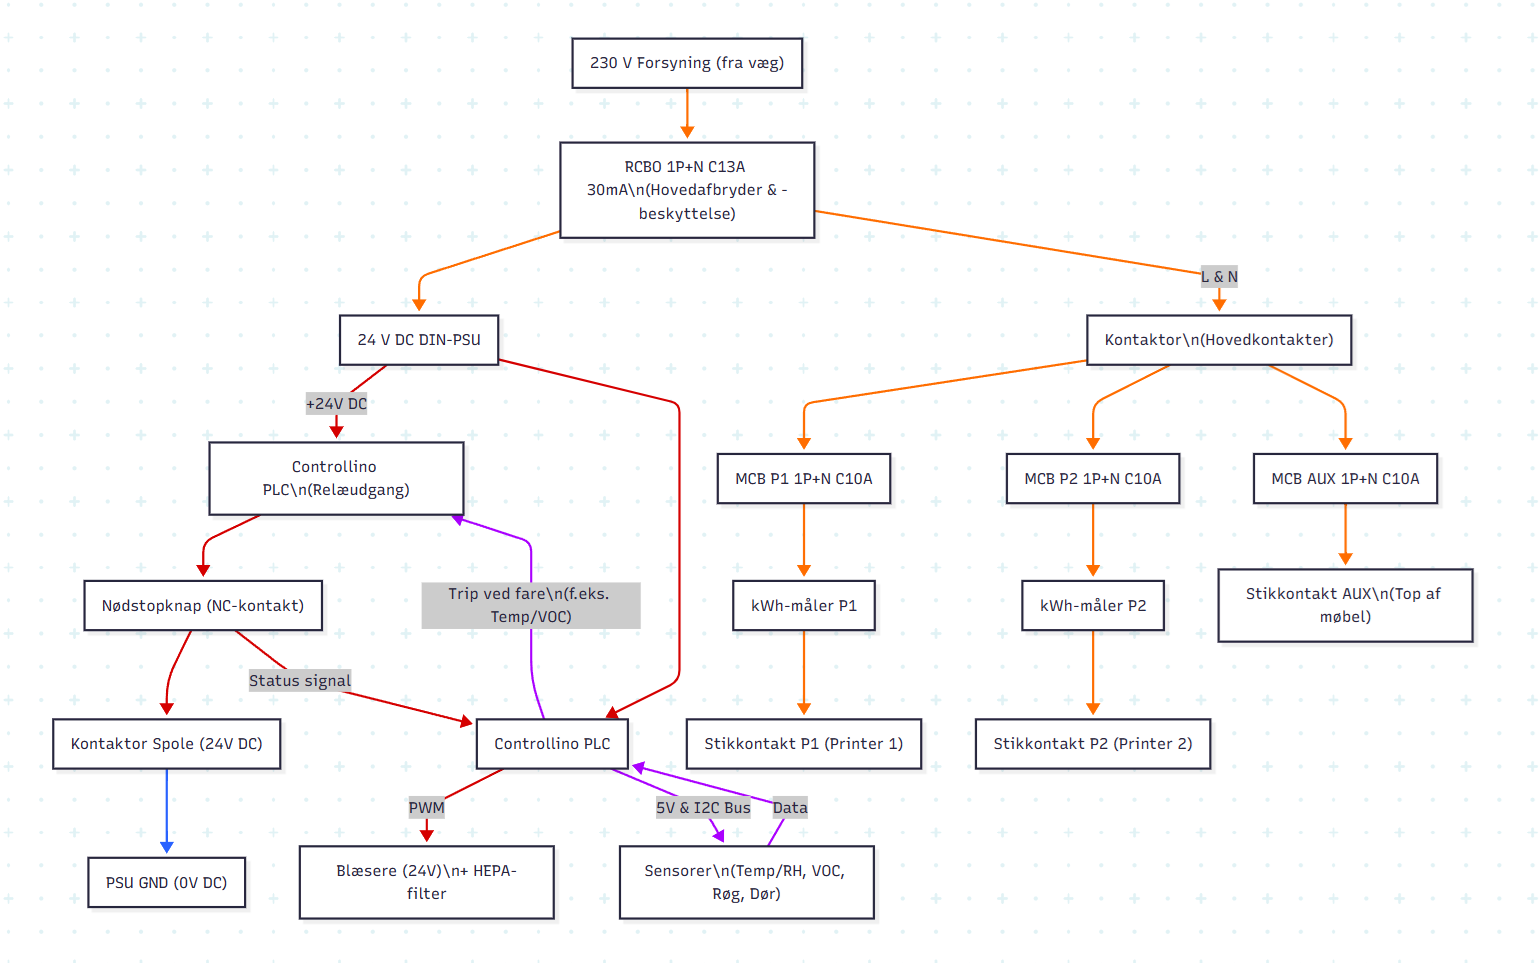 230 V Forsyning (fra væg)
RCBO 1P+N C13A
30mA\n(Hovedafbryder & -
beskyttelse)
L & N
24 V DC DIN-PSU
Kontaktor\n(Hovedkontakter)
+24V DC
Controllino
PLC\n(Relæudgang)
MCB P1 1P+N C10A
MCB P2 1P+N C10A
MCB AUX 1P+N C10A
Nødstopknap (NC-kontakt)
Trip ved fare\n(f.eks.
Temp/VOC)
kWh-måler P1
kWh-måler P2
Stikkontakt AUX\n(Top af
møbel)
Status signal
Kontaktor Spole (24V DC)
Controllino PLC
Stikkontakt P1 (Printer 1)
Stikkontakt P2 (Printer 2)
PWM
5V & I2C Bus
Data
PSU GND (0V DC)
Blæsere (24V)\n+ HEPA-
filter
Sensorer\n(Temp/RH, VOC,
Røg, Dør)